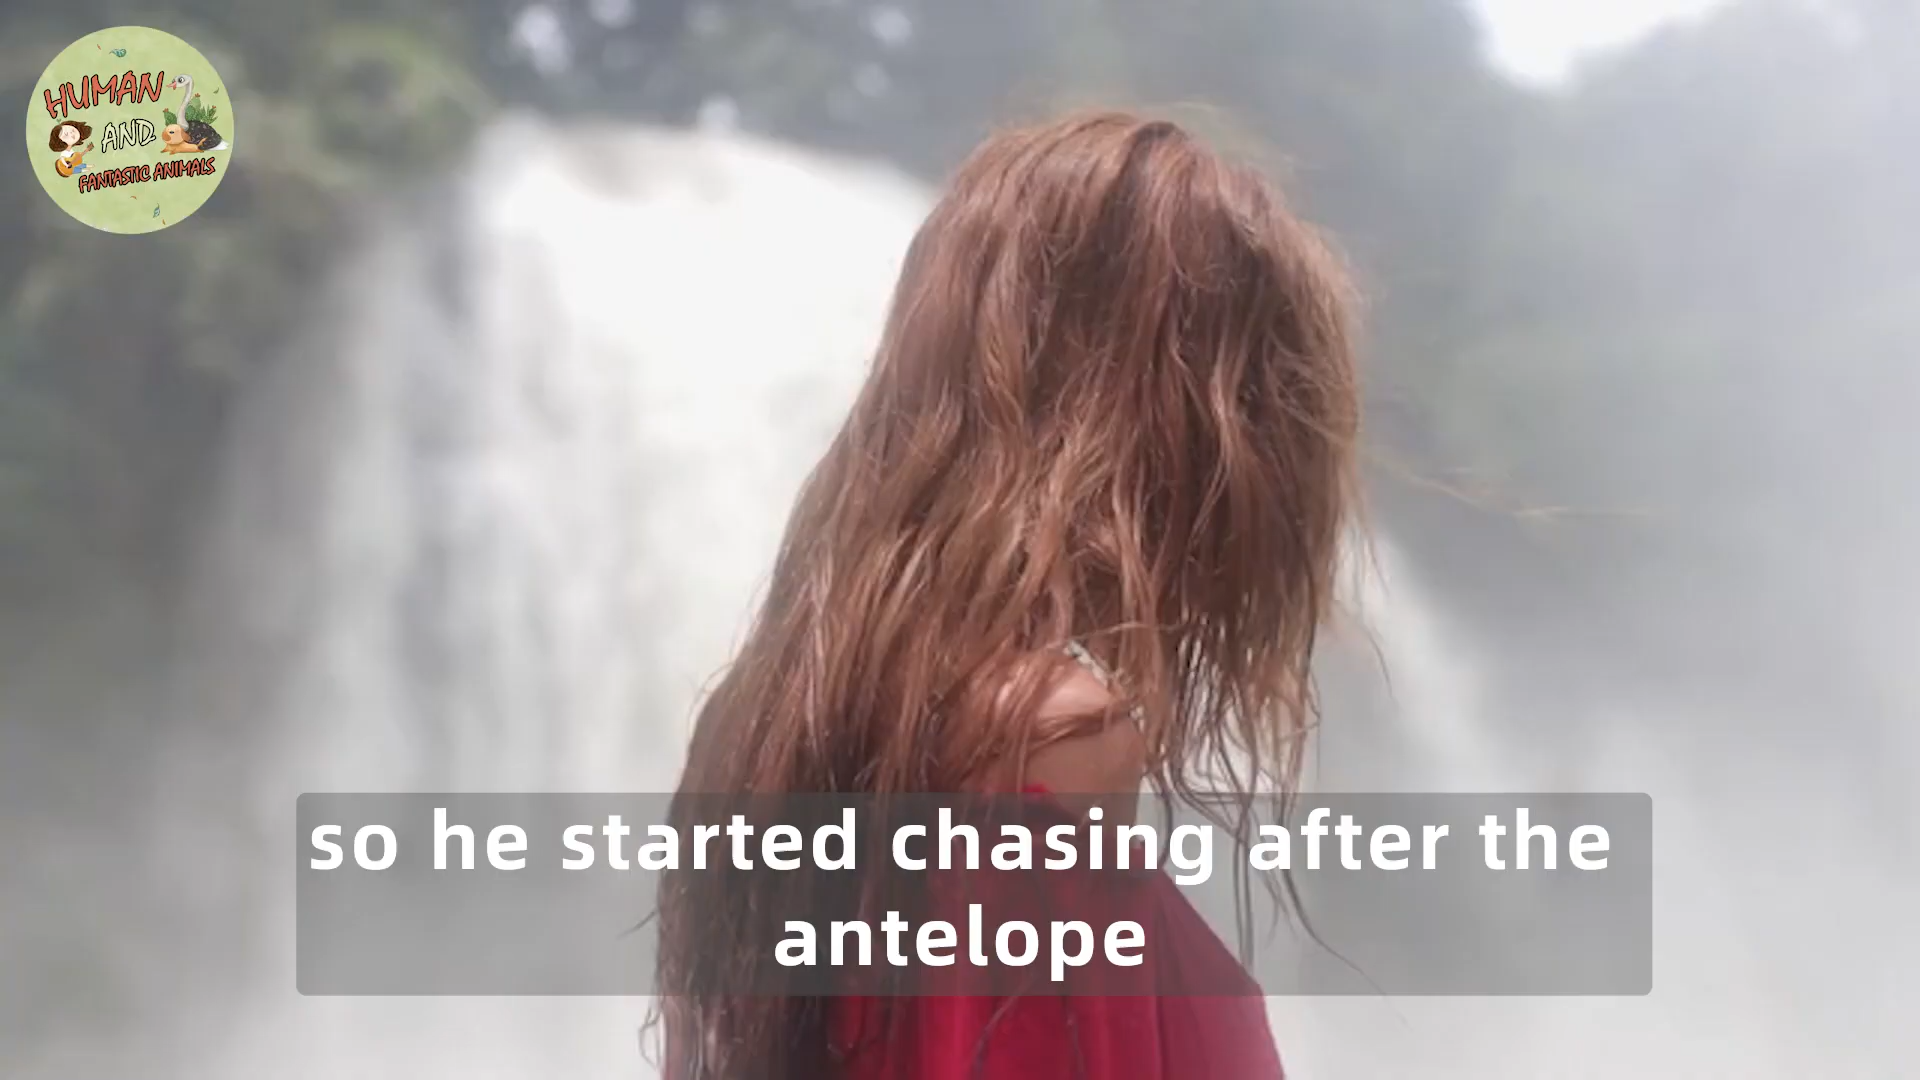 HUMAN
AND
FANTASTIC ANIMALS
so he started chasing after the
antelope